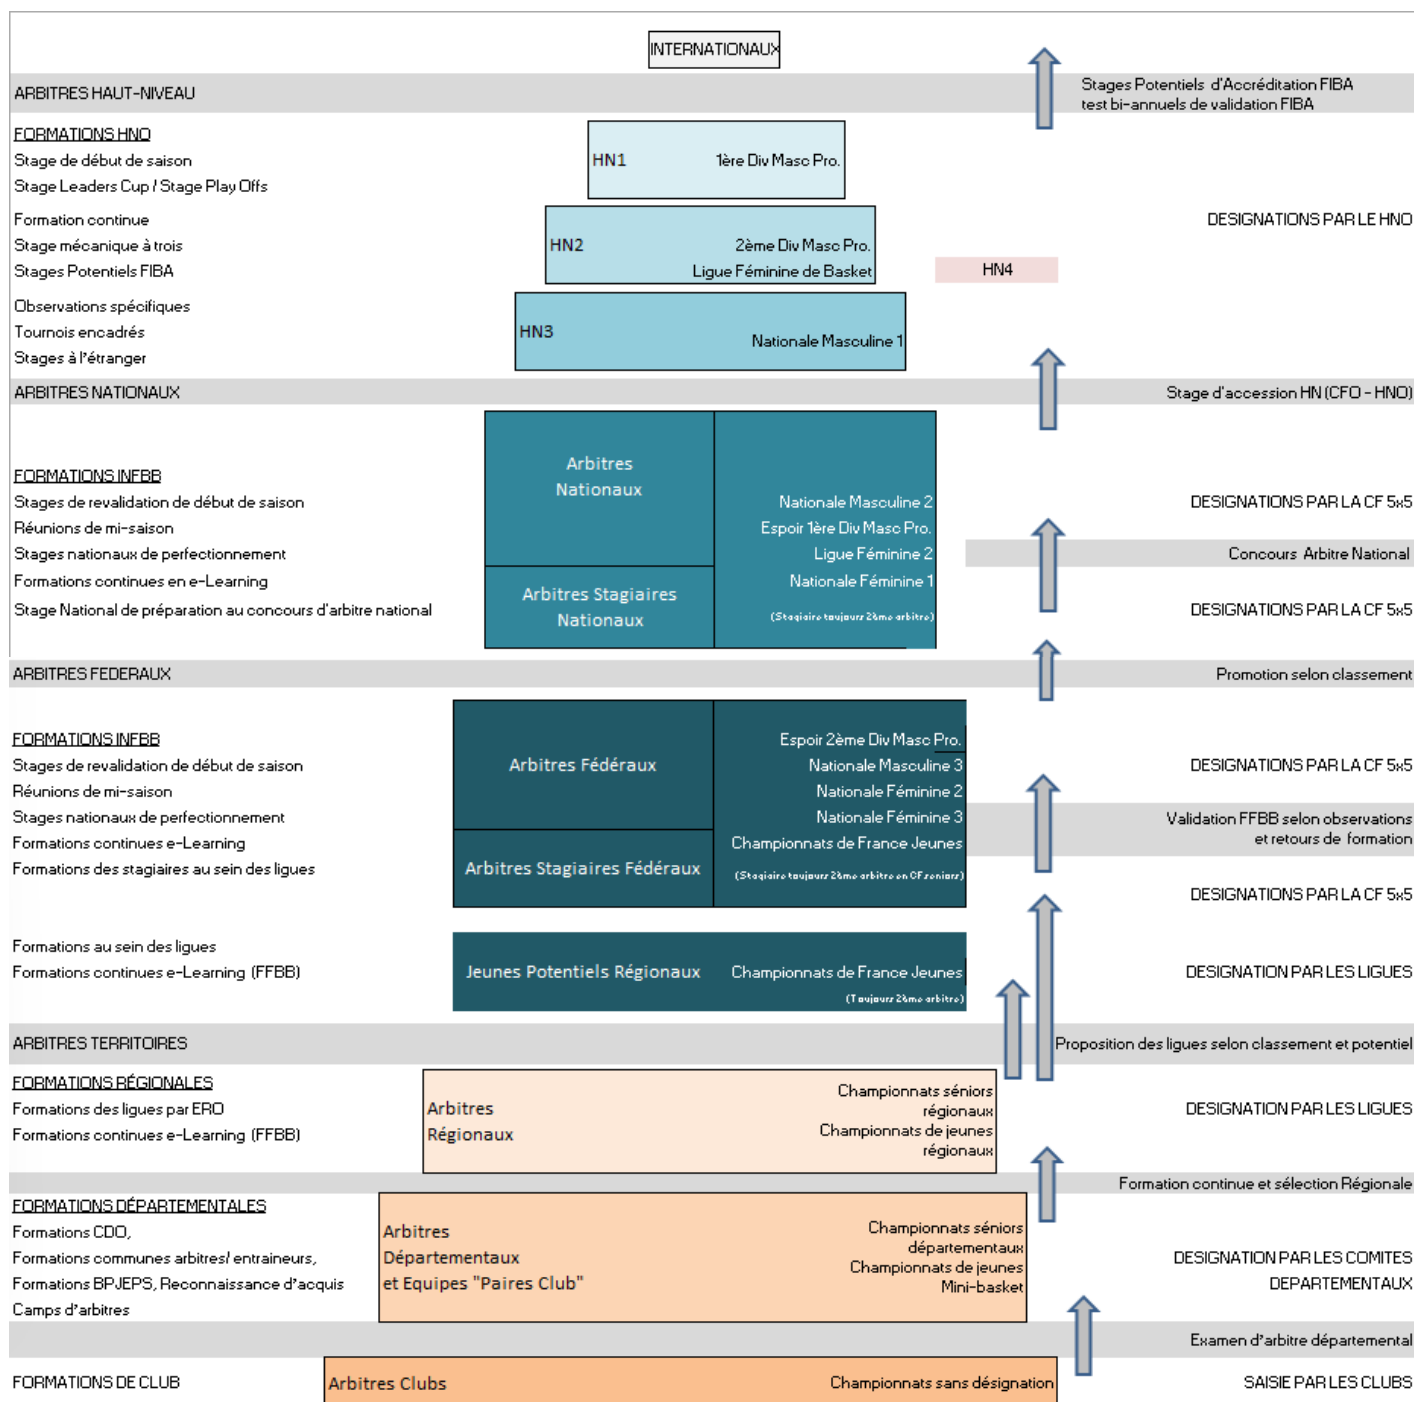 INTERNATIONAUX
ARBITRES HAUT-NIVEAU
Stages Potentiels d'Accréditation FIBA
test bi-annuels de validation FIBA
FORMATIONS HNO
Stage de début de saison
Stage Leaders Cup / Stage Play Offs
HN1
1ère Div Masc Pro.
Formation continue
Stage mécanique à trois
Stages Potentiels FIBA
HN2
2ème Div Masc Pro.
Ligue Féminine de Basket
HN4
DESIGNATIONS PAR LE HNO
Observations spécifiques
Tournois encadrés
Stages à l'étranger
HN3
Nationale Masculine 1
ARBITRES NATIONAUX
Stage d'accession HN (CFO - HNO)
FORMATIONS INFBB
Stages de revalidation de début de saison
Réunions de mi-saison
Stages nationaux de perfectionnement
Formations continues en e-Learning
Stage National de préparation au concours d'arbitre national
Arbitres
Nationaux
Arbitres Stagiaires
Nationaux
Nationale Masculine 2
Espoir 1ère Div Masc Pro.
Ligue Féminine 2
Nationale Féminine 1
(Stagiaire toujours 2ème arbitre)
DESIGNATIONS PAR LA CF 5x5
Concours Arbitre National
DESIGNATIONS PAR LA CF 5x5
ARBITRES FEDERAUX
Promotion selon classement
FORMATIONS INFBB
Stages de revalidation de début de saison
Réunions de mi-saison
Stages nationaux de perfectionnement
Formations continues e-Learning
Formations des stagiaires au sein des ligues
Arbitres Fédéraux
Arbitres Stagiaires Fédéraux
Espoir 2ème Div Masc Pro.
Nationale Masculine 3
Nationale Féminine 2
Nationale Féminine 3
Championnats de France Jeunes
(Stagiaire toujours 2ème arbitre en CF seniors)
DESIGNATIONS PAR LA CF 5x5
Validation FFBB selon observations
et retours de formation
DESIGNATIONS PAR LA CF 5x5
Formations au sein des ligues
Formations continues e-Learning (FFBB)
Jeunes Potentiels Régionaux
Championnats de France Jeunes
(Toujours 2ème arbitre)
DESIGNATION PAR LES LIGUES
ARBITRES TERRITOIRES
Proposition des ligues selon classement et potentiel
FORMATIONS RÉGIONALES
Formations des ligues par ERO
Formations continues e-Learning (FFBB)
Arbitres
Régionaux
Championnats séniors
régionaux
Championnats de jeunes
régionaux
DESIGNATION PAR LES LIGUES
Formation continue et sélection Régionale
FORMATIONS DÉPARTEMENTALES
Formations CDO,
Formations communes arbitres/ entraineurs,
Formations BPJEPS, Reconnaissance d'acquis
Camps d'arbitres
Arbitres
Départementaux
et Equipes "Paires Club"
Championnats séniors
départementaux
Championnats de jeunes
Mini-basket
DESIGNATION PAR LES COMITES
DEPARTEMENTAUX
Examen d'arbitre départemental
FORMATIONS DE CLUB
Arbitres Clubs
Championnats sans désignation
SAISIE PAR LES CLUBS